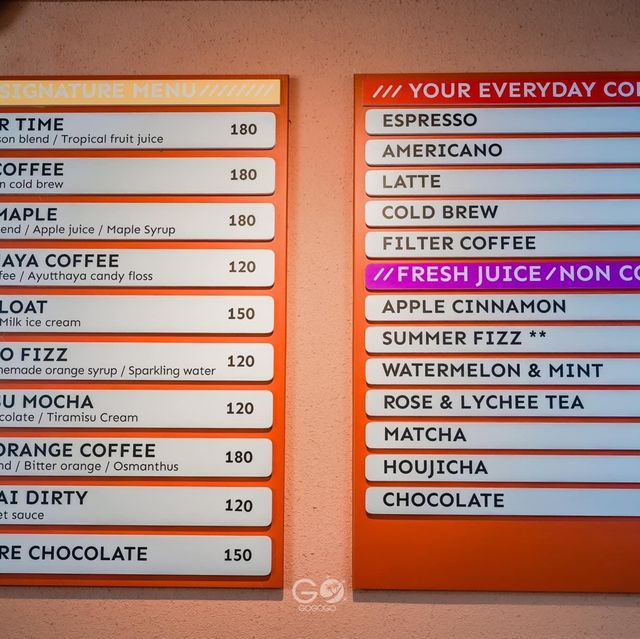 SIGNATURE MENU////////
R TIME 180
son blend / Tropical fruit juice
COFFEE 180
n cold brew
MAPLE 180
end / Apple juice / Maple Syrup
AYA COFFEE 120
fee / Ayutthaya candy floss
LOAT 150
Milk ice cream
O FIZZ 120
memade orange syrup / Sparkling water
SU MOCHA 120
colate / Tiramisu Cream
ORANGE COFFEE 180
nd / Bitter orange / Osmanthus
AI DIRTY 120
et sauce
RE CHOCOLATE 150
/// YOUR EVERYDAY COF
ESPRESSO
AMERICANO
LATTE
COLD BREW
FILTER COFFEE
//FRESH JUICE/NON CO
APPLE CINNAMON
SUMMER FIZZ **
WATERMELON & MINT
ROSE & LYCHEE TEA
MATCHA
HOUJICHA
CHOCOLATE
GO
GOGOGO